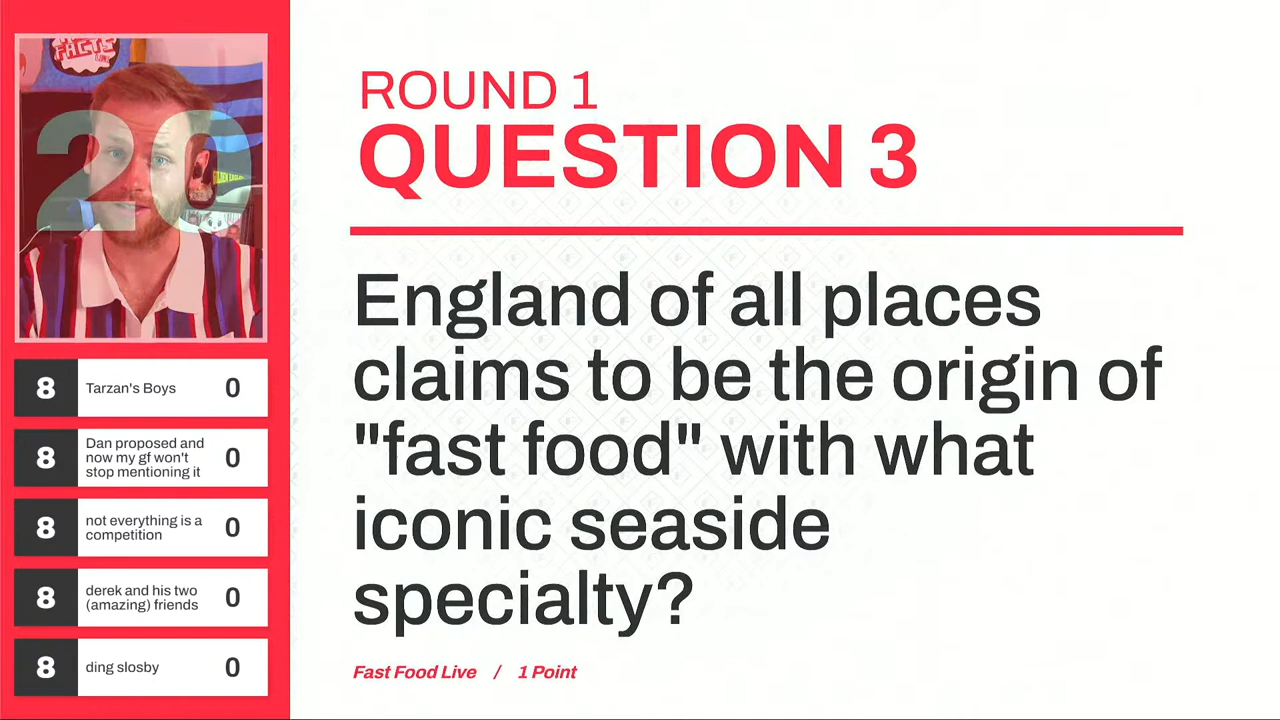 FACTS
20
8 Tarzan's Boys 0
8 Dan proposed and
now my gf won't
stop mentioning it 0
8 not everything is a
competition 0
8 derek and his two
(amazing) friends 0
8 ding slosby 0
ROUND 1
QUESTION 3
England of all places
claims to be the origin of
"fast food" with what
iconic seaside
specialty?
Fast Food Live / 1 Point